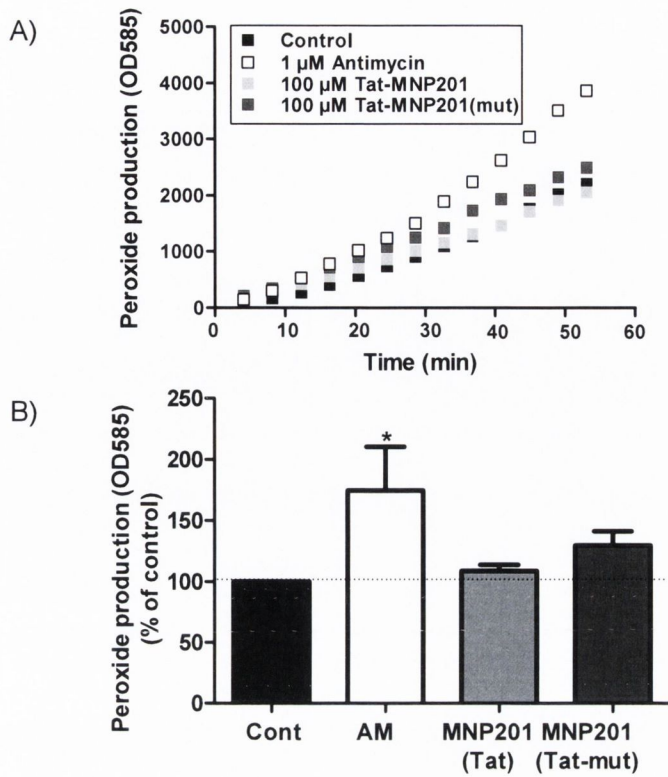 A)
Peroxide production (OD585)
5000
4000
3000
2000
1000
0
Control
1 µM Antimycin
100 µM Tat-MNP201
100 µM Tat-MNP201(mut)
0 10 20 30 40 50 60
Time (min)
B)
Peroxide production (OD585)
(% of control)
250
200
150
100
50
0
*
Cont AM MNP201 MNP201
(Tat) (Tat-mut)